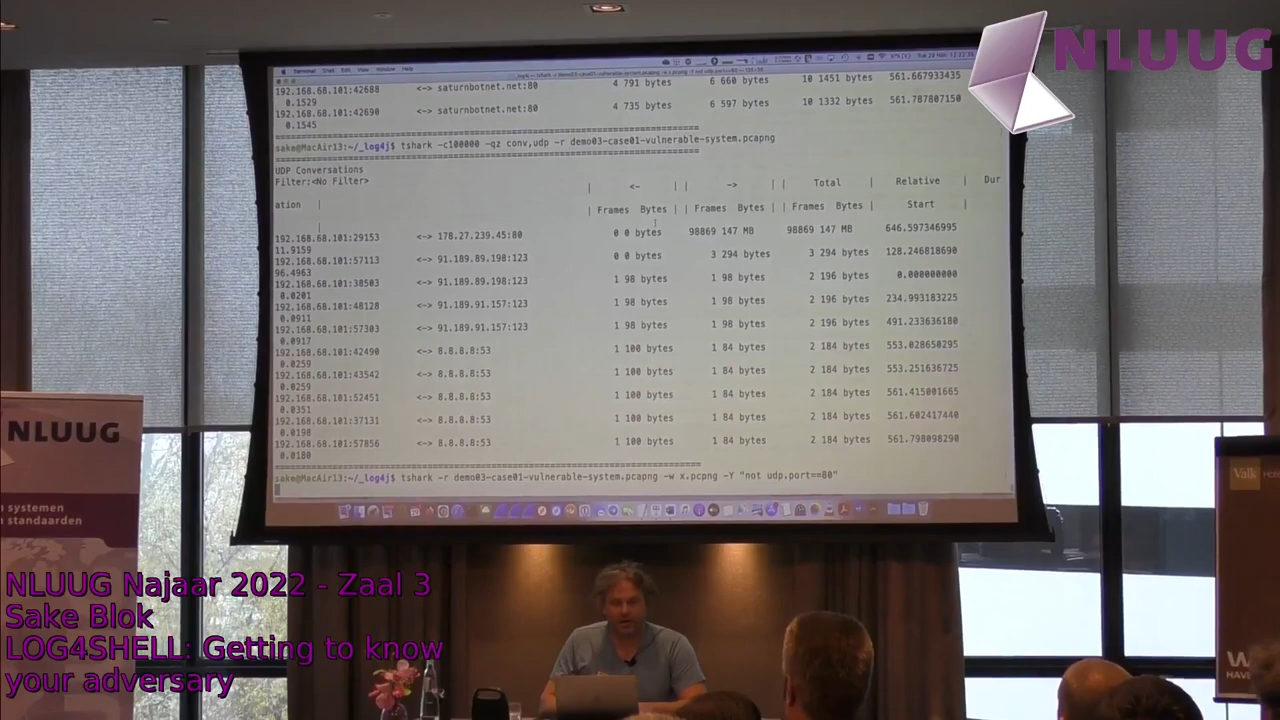 NLUUG
Terminal Shell Edit View Window Help
192.168.68.101:42688 <-> saturnbotnet.net:80 4 791 bytes 6 660 bytes 10 1451 bytes 561.667933435
0.1529
192.168.68.101:42690 <-> saturnbotnet.net:80 4 735 bytes 6 597 bytes 10 1332 bytes 561.787807150
0.1545
sake@MacAir13:~/_log4j$ tshark -c100000 -qz conv,udp -r demo03-case01-vulnerable-system.pcapng
UDP Conversations
Filter:<No Filter>
| <- | | -> | | Total | Relative | Dur
ation |
| Frames Bytes | | Frames Bytes | | Frames Bytes | Start |
192.168.68.101:29153 <-> 178.27.239.45:80 0 0 bytes 98869 147 MB 98869 147 MB 646.597346995
11.9159
192.168.68.101:57113 <-> 91.189.89.198:123 0 0 bytes 3 294 bytes 3 294 bytes 128.246818690
96.4963
192.168.68.101:38503 <-> 91.189.89.198:123 1 98 bytes 1 98 bytes 2 196 bytes 0.000000000
0.0201
192.168.68.101:48128 <-> 91.189.91.157:123 1 98 bytes 1 98 bytes 2 196 bytes 234.993183225
0.0911
192.168.68.101:57303 <-> 91.189.91.157:123 1 98 bytes 1 98 bytes 2 196 bytes 491.233636180
0.0917
192.168.68.101:42490 <-> 8.8.8.8:53 1 100 bytes 1 84 bytes 2 184 bytes 553.028650295
0.0259
192.168.68.101:43542 <-> 8.8.8.8:53 1 100 bytes 1 84 bytes 2 184 bytes 553.251636725
0.0259
192.168.68.101:52451 <-> 8.8.8.8:53 1 100 bytes 1 84 bytes 2 184 bytes 561.415001665
0.0351
192.168.68.101:37131 <-> 8.8.8.8:53 1 100 bytes 1 84 bytes 2 184 bytes 561.602417440
0.0198
192.168.68.101:57856 <-> 8.8.8.8:53 1 100 bytes 1 84 bytes 2 184 bytes 561.798098290
0.0180
sake@MacAir13:~/_log4j$ tshark -r demo03-case01-vulnerable-system.pcapng -w x.pcpng -Y "not udp.port==80"
NLUUG
n systemen
n standaarden
Valk
NLUUG Najaar 2022 - Zaal 3
Sake Blok
LOG4SHELL: Getting to know
your adversary